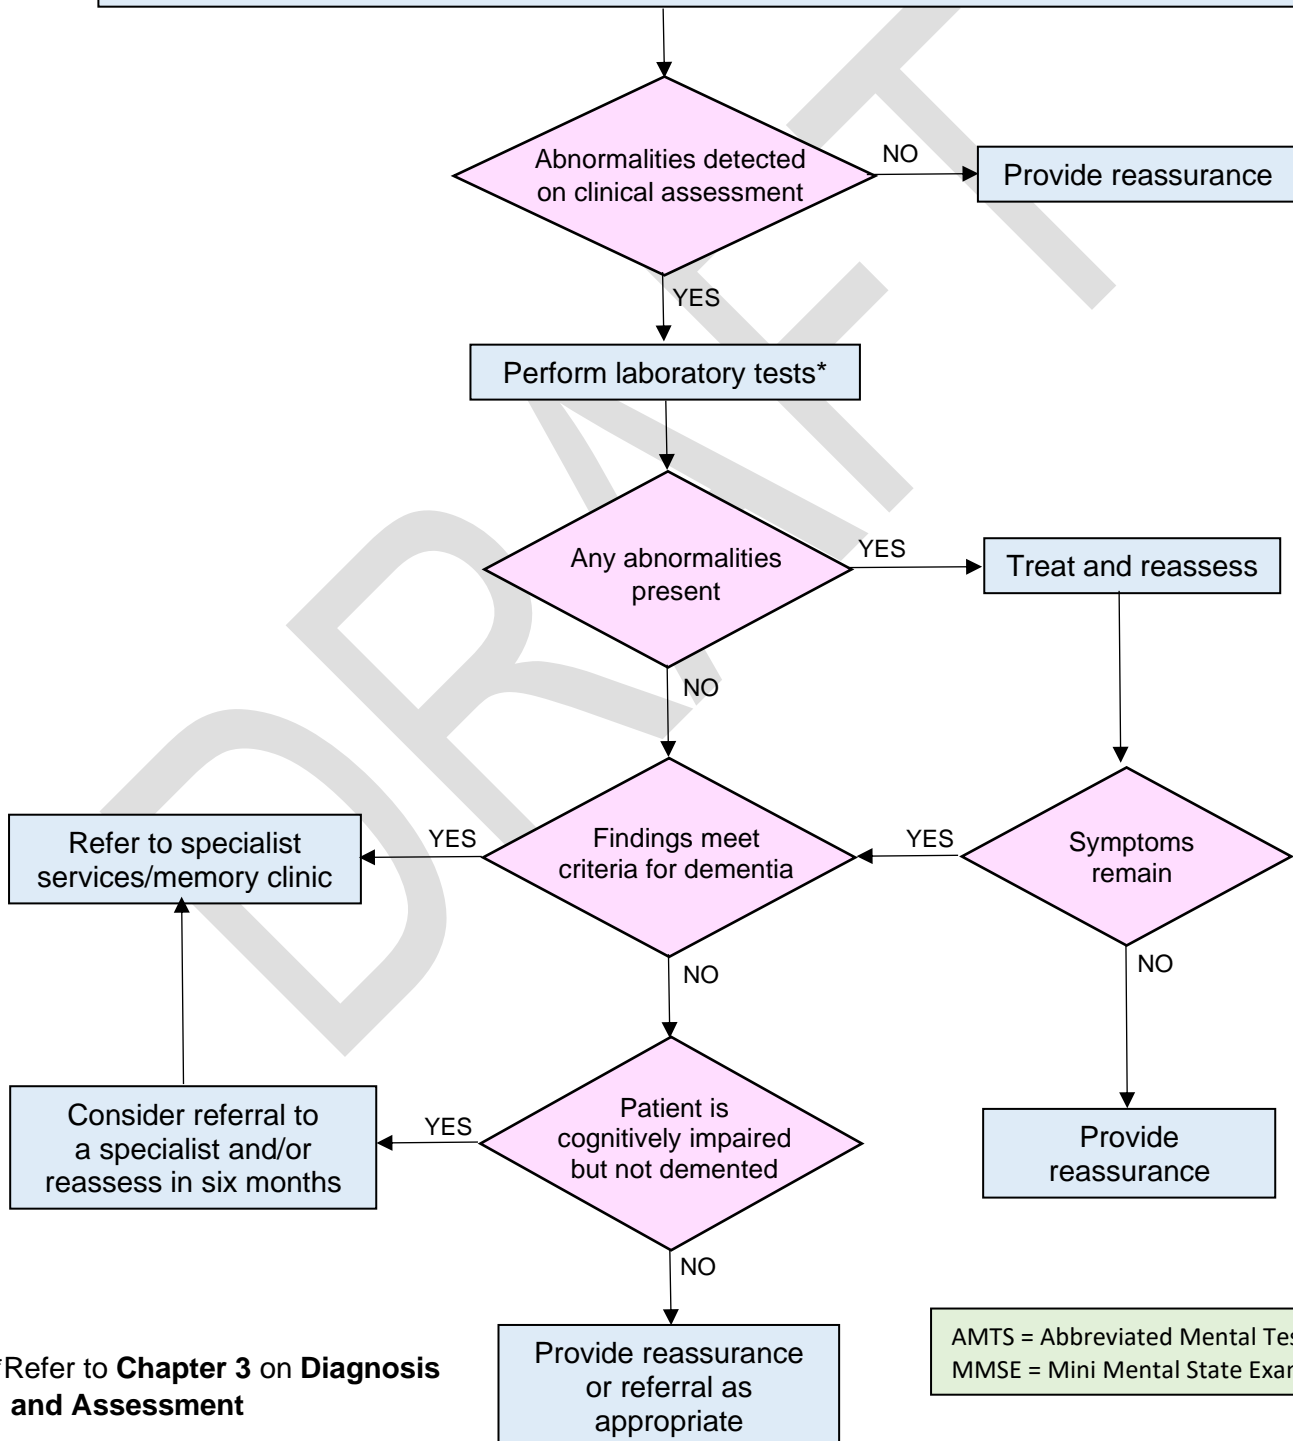 Abnormalities detected
on clinical assessment
NO
Provide reassurance
YES
Perform laboratory tests*
Any abnormalities
present
YES
Treat and reassess
NO
Refer to specialist
services/memory clinic
YES
Findings meet
criteria for dementia
YES
Symptoms
remain
NO
NO
Consider referral to
a specialist and/or
reassess in six months
YES
Patient is
cognitively impaired
but not demented
Provide
reassurance
NO
Provide reassurance
or referral as
appropriate
*Refer to Chapter 3 on Diagnosis
and Assessment
AMTS = Abbreviated Mental
MMSE = Mini Mental State
DRAFT